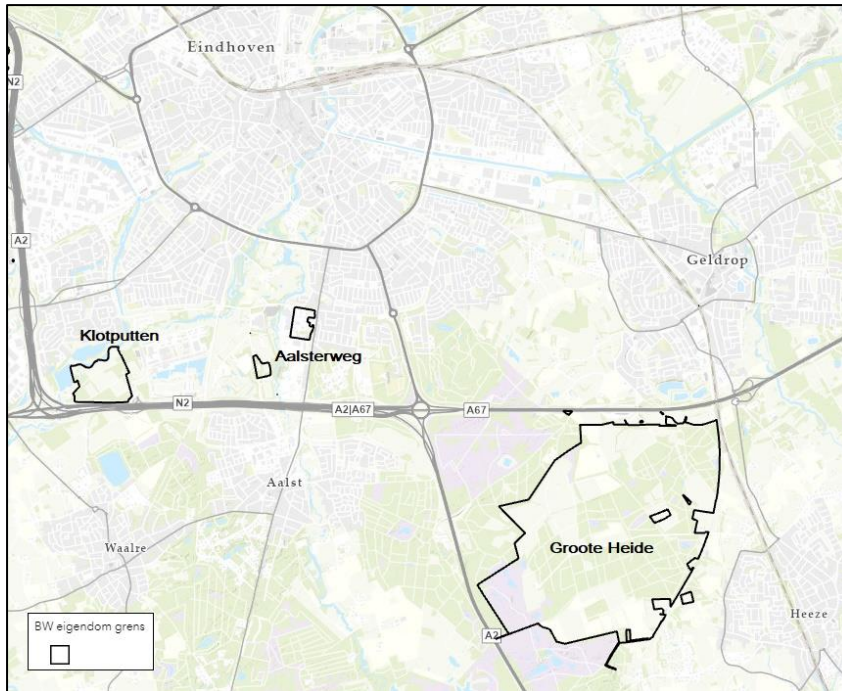 Eindhoven
N2
A2
Geldrop
Klotputten
Aalsterweg
N2
A2|A67
A67
Aalst
Waalre
Groote Heide
Heeze
A2
BW eigendom grens